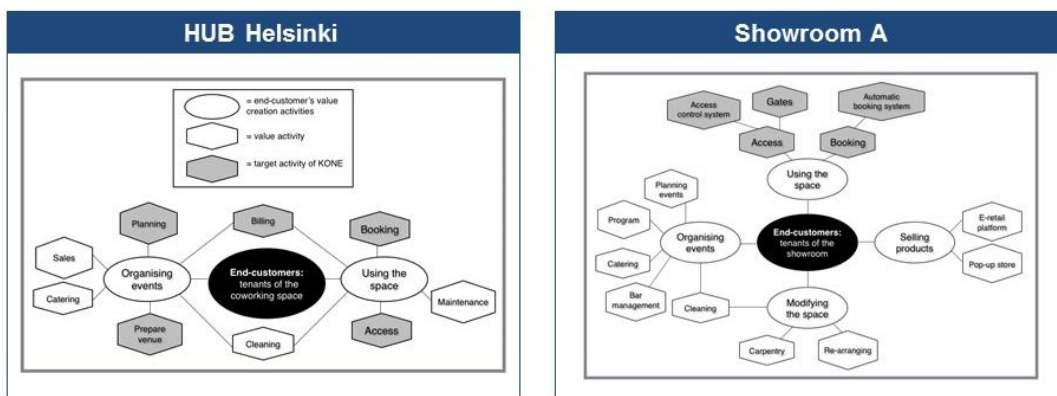 HUB Helsinki
= end-customer's value
creation activities
= value activity
= target activity of KONE
Planning
Billing
Booking
Sales
Organising
events
End-customers:
tenants of the
coworking space
Using the
space
Catering
Maintenance
Prepare
venue
Cleaning
Access
Showroom A
Access
control system
Gates
Automatic
booking system
Access
Booking
Using the
space
Planning
events
Program
Organising
events
End-customers:
tenants of the
showroom
Selling
products
E-retail
platform
Catering
Pop-up store
Bar
management
Cleaning
Modifying
the space
Carpentry
Re-arranging